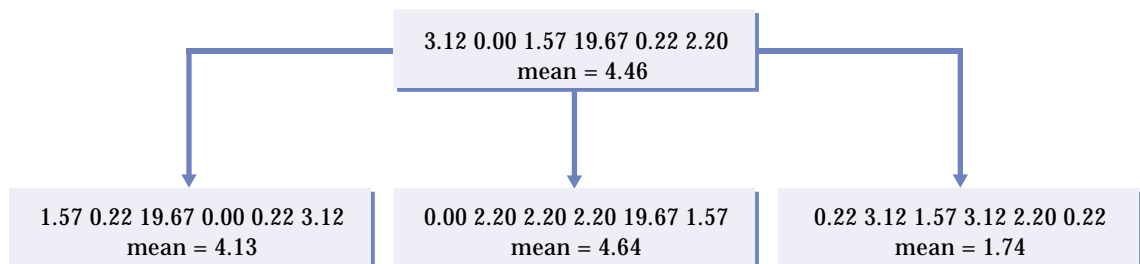 3.12 0.00 1.57 19.67 0.22 2.20
mean = 4.46
1.57 0.22 19.67 0.00 0.22 3.12
mean = 4.13
0.00 2.20 2.20 2.20 19.67 1.57
mean = 4.64
0.22 3.12 1.57 3.12 2.20 0.22
mean = 1.74